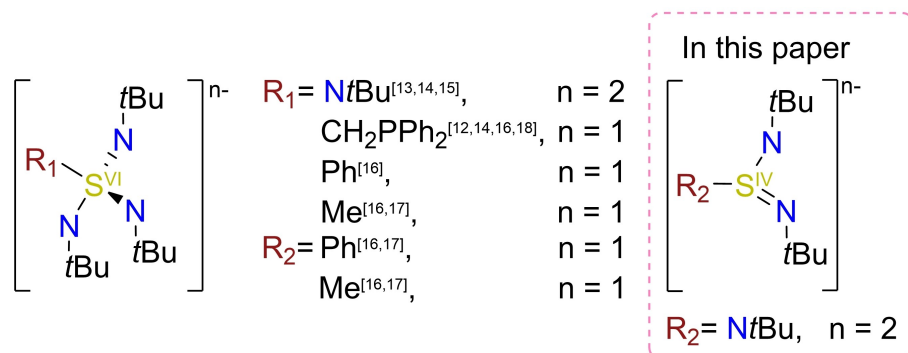 In this paper
[ ]n-
tBu
N
R1
SVI
N
N
tBu
tBu
R1= NtBu[13,14,15], n = 2
CH2PPh2[12,14,16,18], n = 1
Ph[16], n = 1
Me[16,17], n = 1
R2= Ph[16,17], n = 1
Me[16,17], n = 1
[ ]n-
tBu
N
R2
SIV
N
tBu
R2= NtBu, n = 2